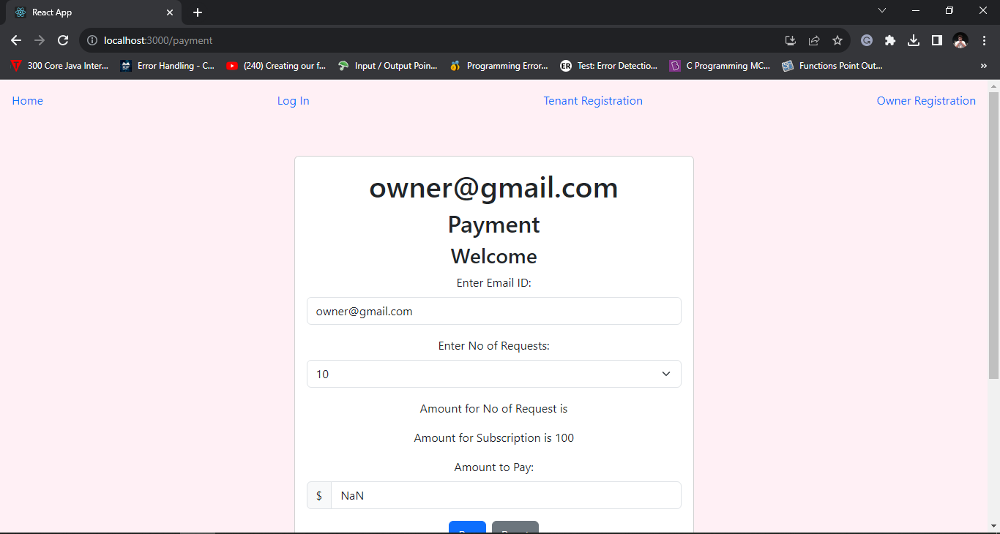 React App
localhost:3000/payment
300 Core Java Inter...
Error Handling - C...
(240) Creating our f...
Input / Output Poin...
Programming Error...
ER
Test: Error Detectio...
C Programming MC...
Functions Point Out...
»
Home
Log In
Tenant Registration
Owner Registration
owner@gmail.com
Payment
Welcome
Enter Email ID:
owner@gmail.com
Enter No of Requests:
10
Amount for No of Request is
Amount for Subscription is 100
Amount to Pay:
$ NaN